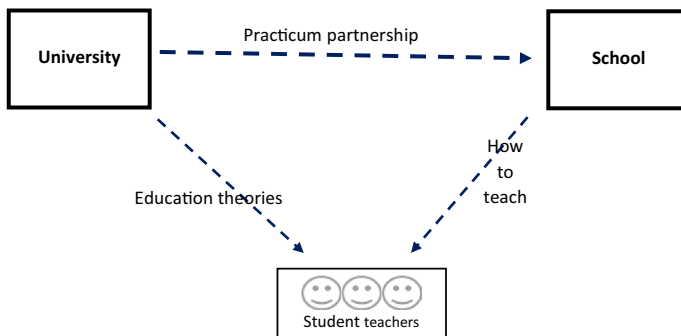 Practicum partnership
University
School
How
to
teach
Education theories
Student teachers